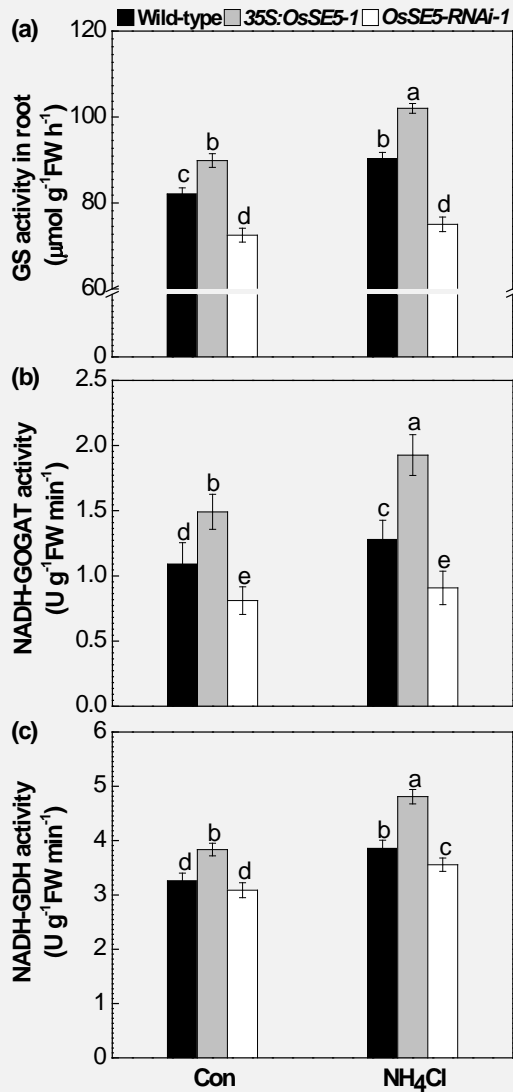 (a) Wild-type 35S:OsSE5-1 OsSE5-RNAi-1
GS activity in root
(µmol g⁻¹FW h⁻¹)
120
100
80
60
0
c b d b a d
(b)
NADH-GOGAT activity
(U g⁻¹FW min⁻¹)
2.5
2.0
1.5
1.0
0.5
0.0
d b e c a e
(c)
NADH-GDH activity
(U g⁻¹FW min⁻¹)
6
5
4
3
2
1
0
d b d b a c
Con NH₄Cl